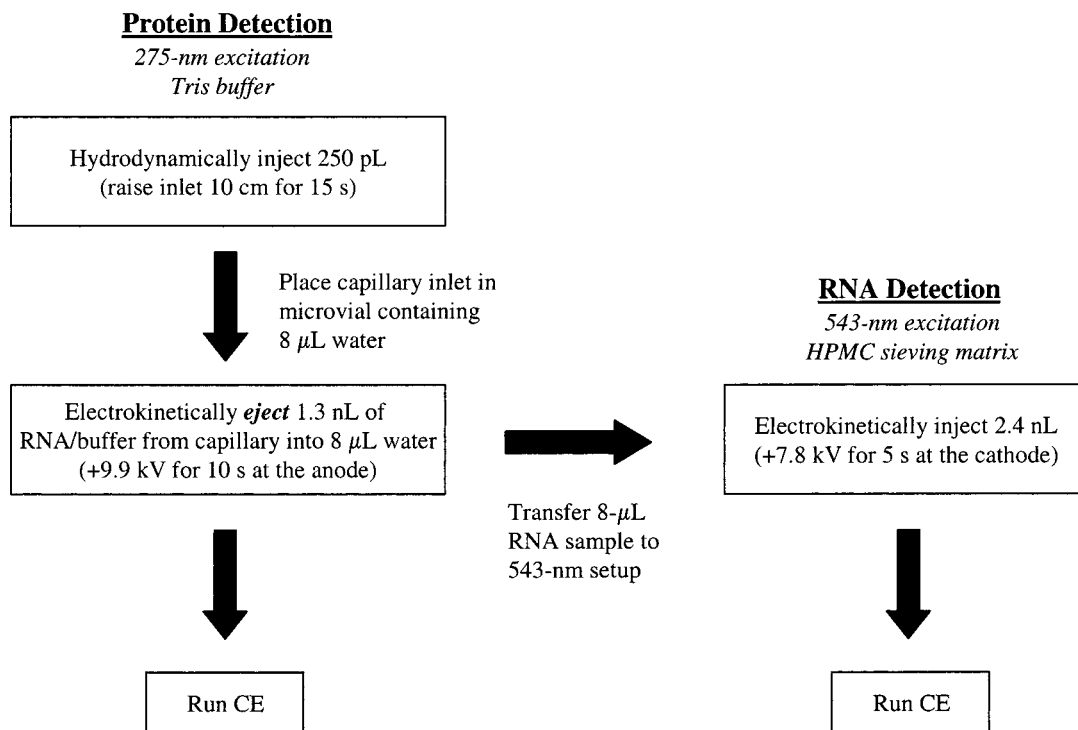 Protein Detection
275-nm excitation
Tris buffer
Hydrodynamically inject 250 pL
(raise inlet 10 cm for 15 s)
Place capillary inlet in
microvial containing
8 μL water
Electrokinetically eject 1.3 nL of
RNA/buffer from capillary into 8 μL water
(+9.9 kV for 10 s at the anode)
Run CE
Transfer 8-μL
RNA sample to
543-nm setup
RNA Detection
543-nm excitation
HPMC sieving matrix
Electrokinetically inject 2.4 nL
(+7.8 kV for 5 s at the cathode)
Run CE